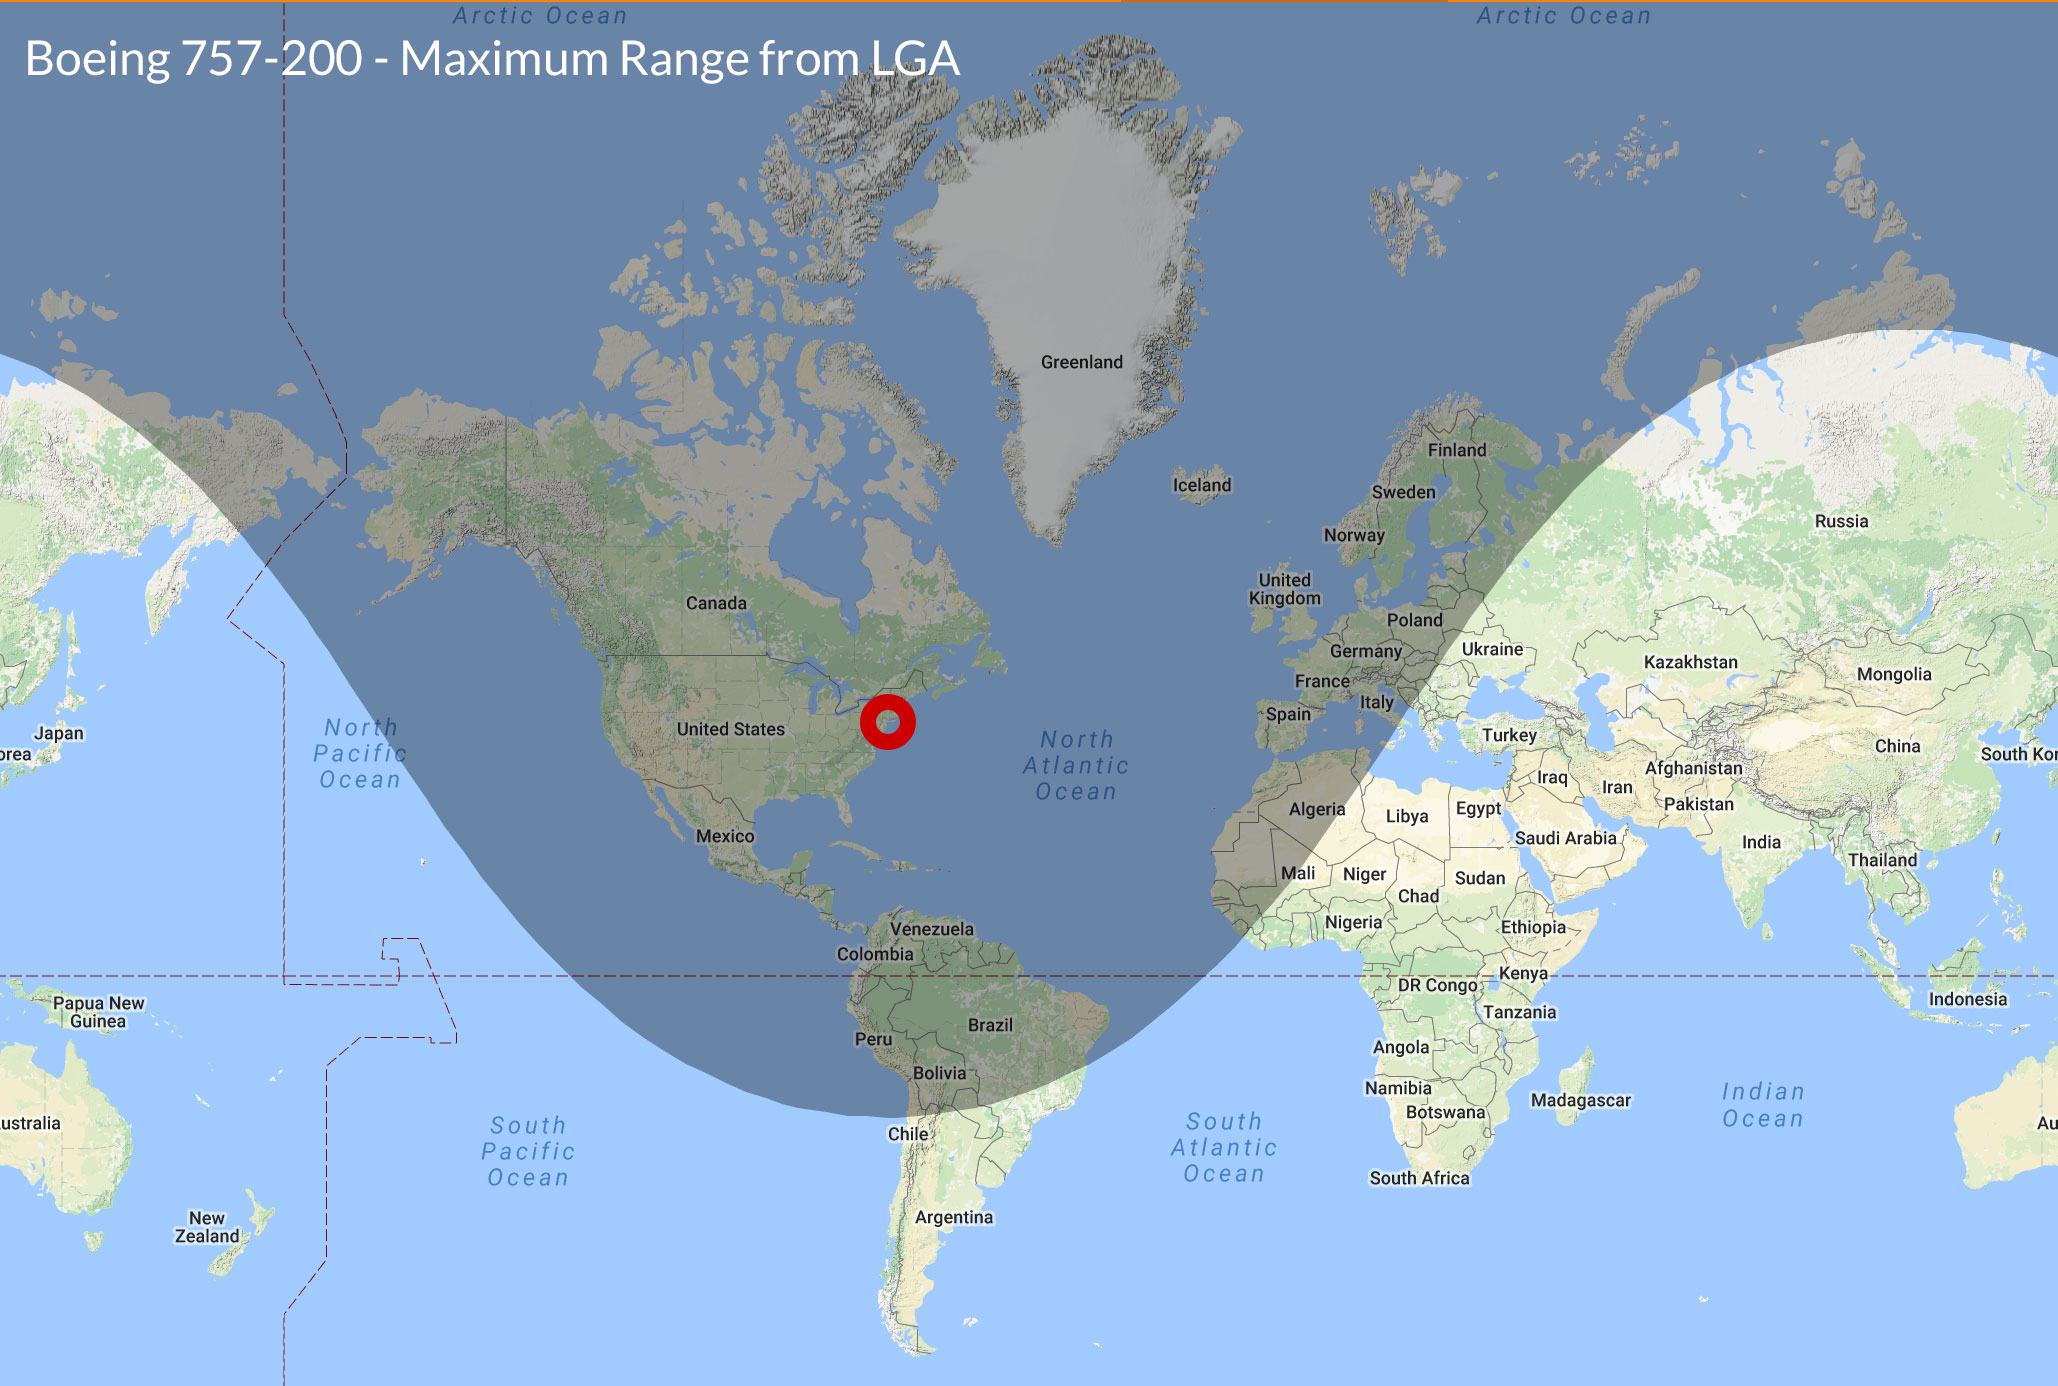 Arctic Ocean
Arctic Ocean
Boeing 757-200 - Maximum Range from LGA
Greenland
Finland
Iceland
Sweden
Norway
Russia
United
Kingdom
Canada
Poland
Germany
Ukraine
Kazakhstan
Mongolia
France
Italy
Spain
United States
North
Pacific
Ocean
North
Atlantic
Ocean
Japan
orea
Turkey
China
South Kor
Afghanistan
Iraq
Iran
Pakistan
Algeria
Libya
Egypt
Saudi Arabia
India
Thailand
Mexico
Mali
Niger
Chad
Sudan
Nigeria
Ethiopia
Venezuela
Colombia
Kenya
DR Congo
Tanzania
Indonesia
Papua New
Guinea
Brazil
Peru
Angola
Bolivia
Namibia
Botswana
Madagascar
Indian
Ocean
ustralia
Au
South
Pacific
Ocean
Chile
South
Atlantic
Ocean
South Africa
New
Zealand
Argentina